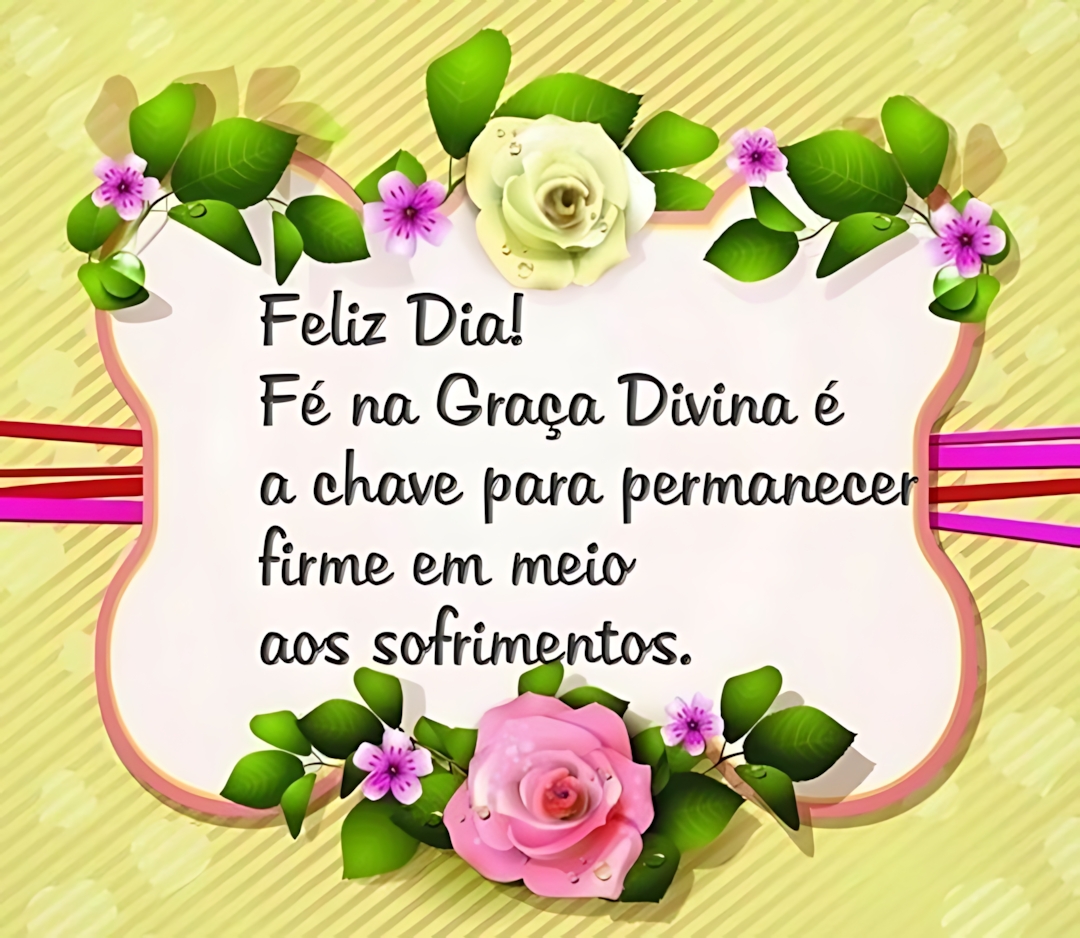 Feliz Dia!
Fé na Graça Divina é
a chave para permanecer
firme em meio
aos sofrimentos.